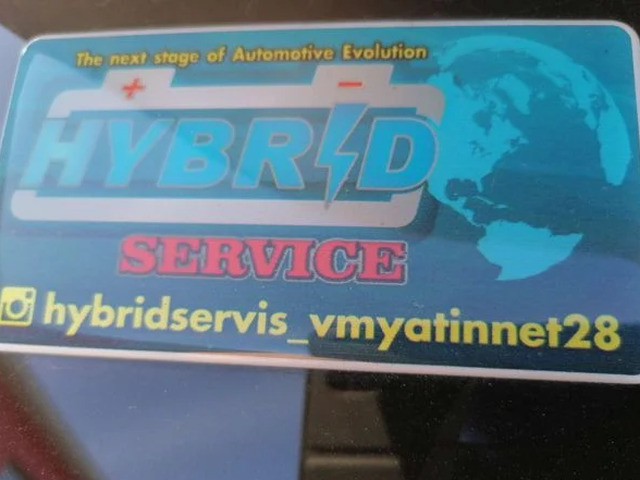 The next stage of Automotive Evolution
+ -
HYBRID
SERVICE
hybridservis_vmyatinnet28